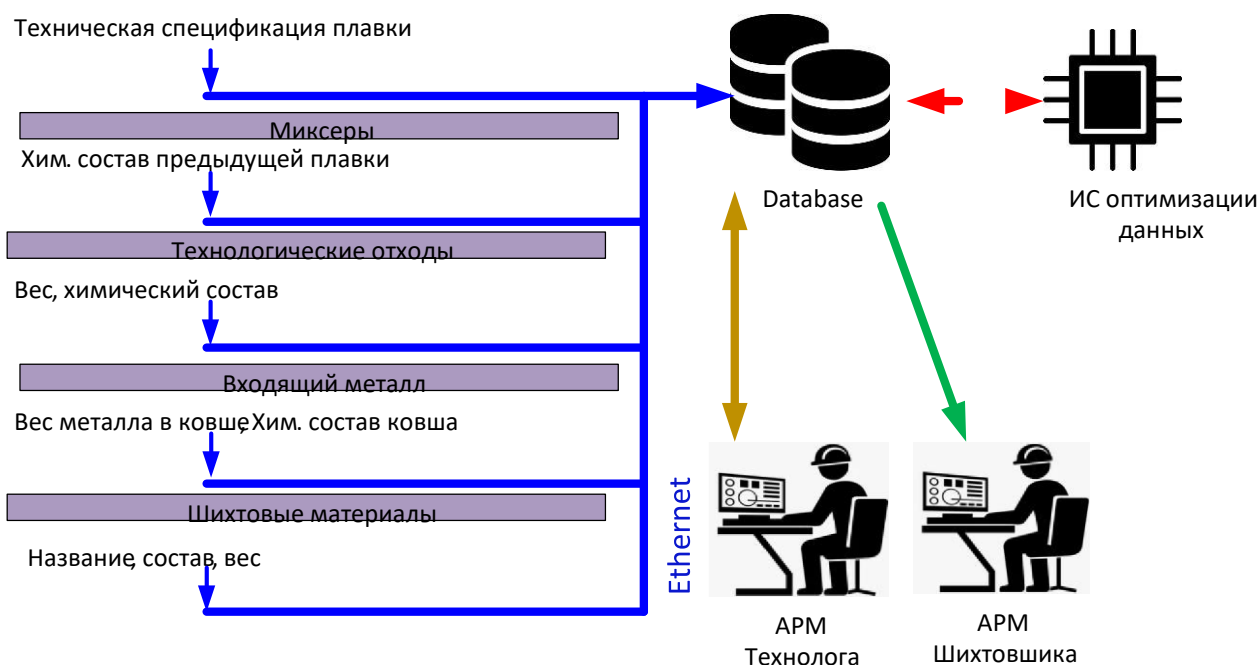 Техническая спецификация плавки
Миксеры
Хим. состав предыдущей плавки
Технологические отходы
Вес, химический состав
Входящий металл
Вес металла в ковше, Хим. состав ковша
Шихтовые материалы
Название, состав, вес
Database
ИС оптимизации
данных
Ethernet
АРМ
Технолога
АРМ
Шихтовшика